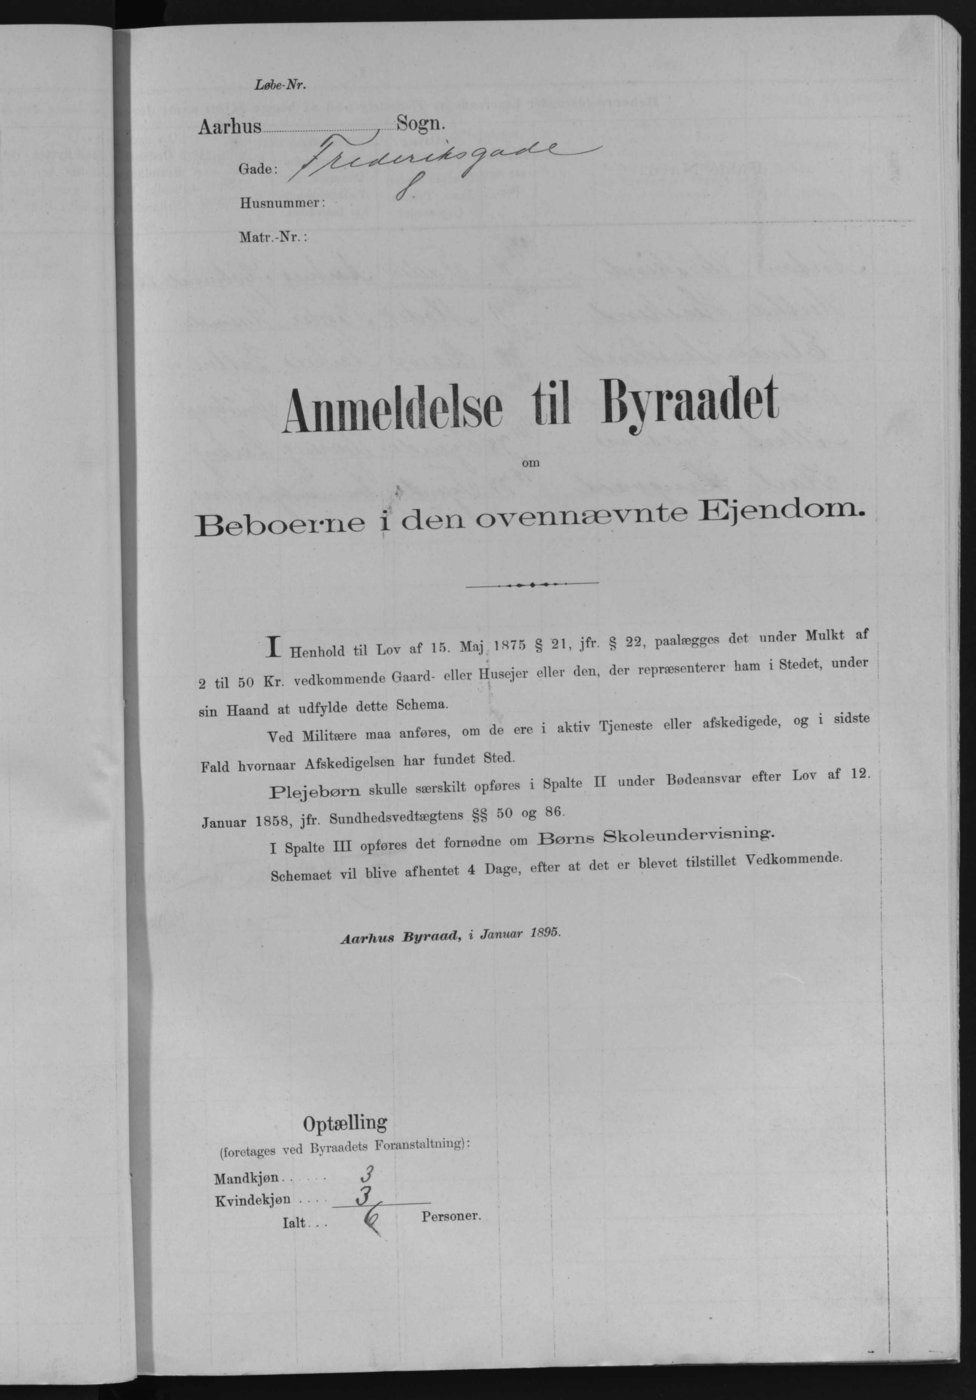 Løbe-Nr.
Aarhus Sogn.
Gade: Frederiksgade
Husnummer: 8.
Matr.-Nr.:
Anmeldelse til Byraadet
om
Beboerne i den ovennævnte Ejendom.
I Henhold til Lov af 15. Maj 1875 § 21, jfr. § 22, paalægges det under Mulkt af
2 til 50 Kr. vedkommende Gaard- eller Husejer eller den, der repræsenterer ham i Stedet, under
sin Haand at udfylde dette Schema.
Ved Militære maa anføres, om de ere i aktiv Tjeneste eller afskedigede, og i sidste
Fald hvornaar Afskedigelsen har fundet Sted.
Plejebørn skulle særskilt opføres i Spalte II under Bødeansvar efter Lov af 12.
Januar 1858, jfr. Sundhedsvedtægtens §§ 50 og 86.
I Spalte III opføres det fornødne om Børns Skoleundervisning.
Schemaet vil blive afhentet 4 Dage, efter at det er blevet tilstillet Vedkommende.
Aarhus Byraad, i Januar 1895.
Optælling
(foretages ved Byraadets Foranstaltning):
Mandkjøn..... 3
Kvindekjøn .... 3
Ialt... 6 Personer.